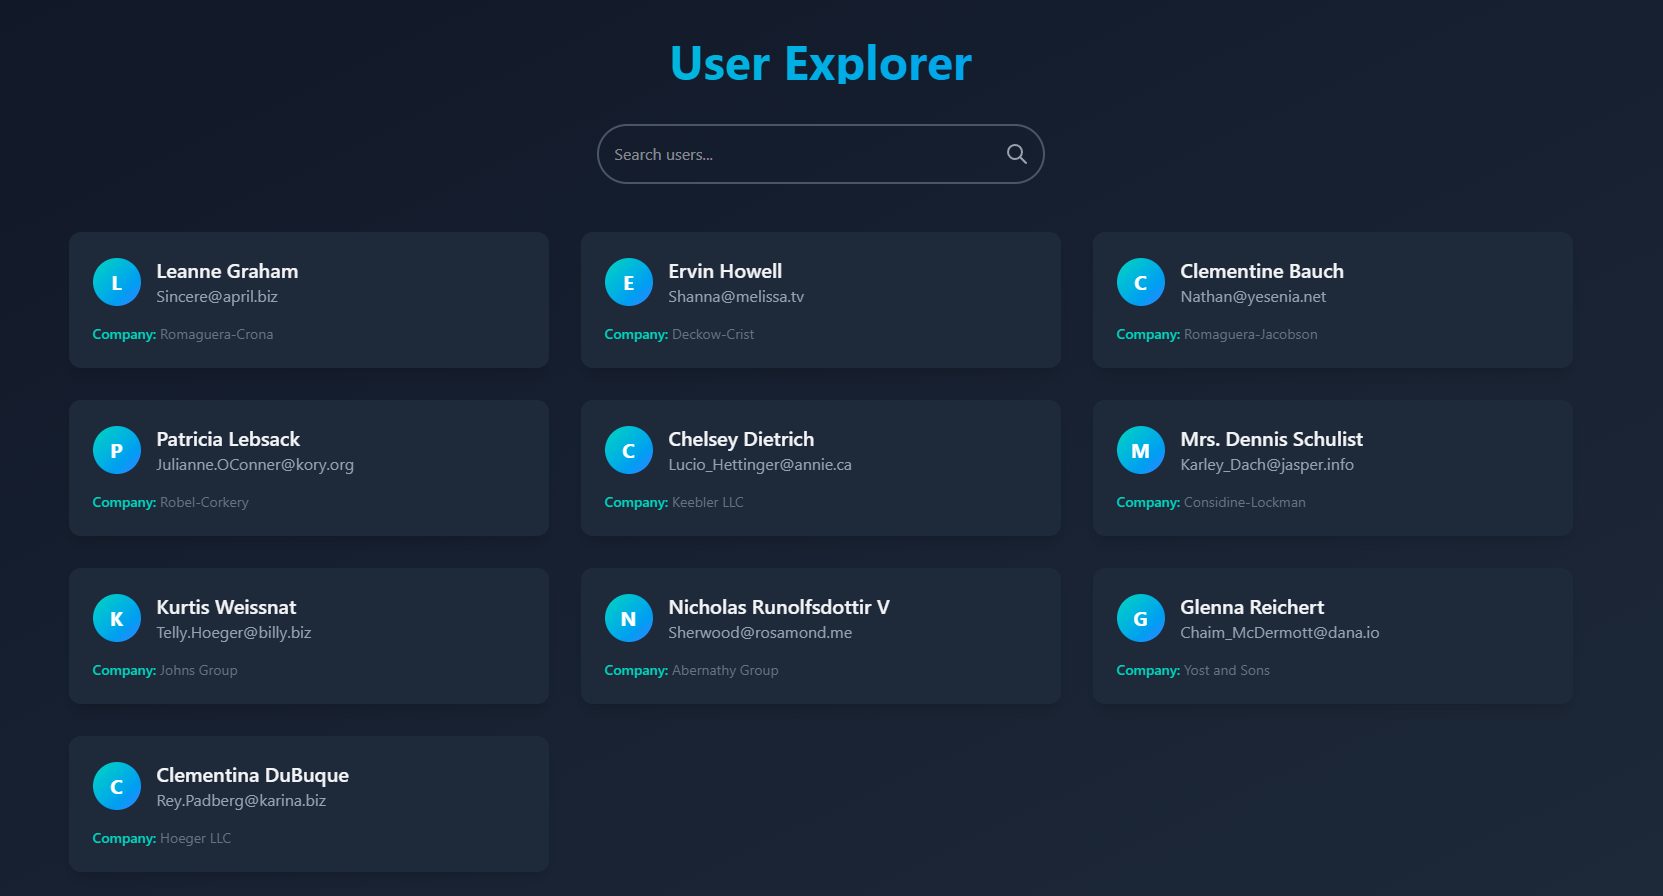 User Explorer
Search users...
L
Leanne Graham
Sincere@april.biz
Company: Romaguera-Crona
E
Ervin Howell
Shanna@melissa.tv
Company: Deckow-Crist
C
Clementine Bauch
Nathan@yesenia.net
Company: Romaguera-Jacobson
P
Patricia Lebsack
Julianne.OConner@kory.org
Company: Robel-Corkery
C
Chelsey Dietrich
Lucio_Hettinger@annie.ca
Company: Keebler LLC
M
Mrs. Dennis Schulist
Karley_Dach@jasper.info
Company: Considine-Lockman
K
Kurtis Weissnat
Telly.Hoeger@billy.biz
Company: Johns Group
N
Nicholas Runolfsdottir V
Sherwood@rosamond.me
Company: Abernathy Group
G
Glenna Reichert
Chaim_McDermott@dana.io
Company: Yost and Sons
C
Clementina DuBuque
Rey.Padberg@karina.biz
Company: Hoeger LLC